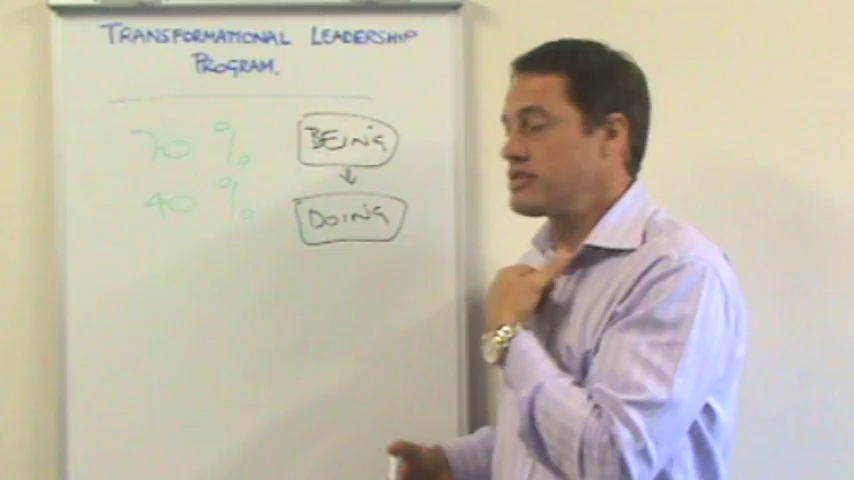 TRANSFORMATIONAL LEADERSHIP
PROGRAM.
70 % BEING
40 % DOING